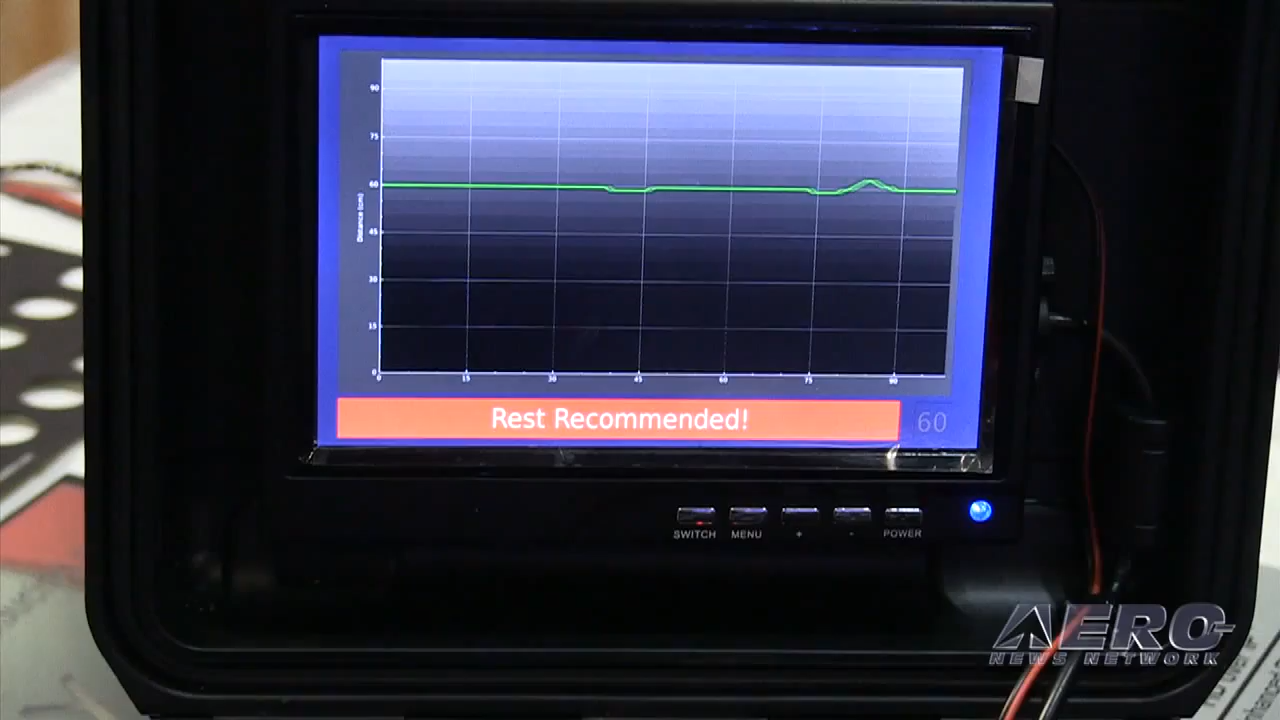 90
75
60
45
30
15
0
Distance (cm)
0 15 30 45 60 75 90
Rest Recommended!
60
SWITCH MENU + - POWER
AERO
NEWS NETWORK